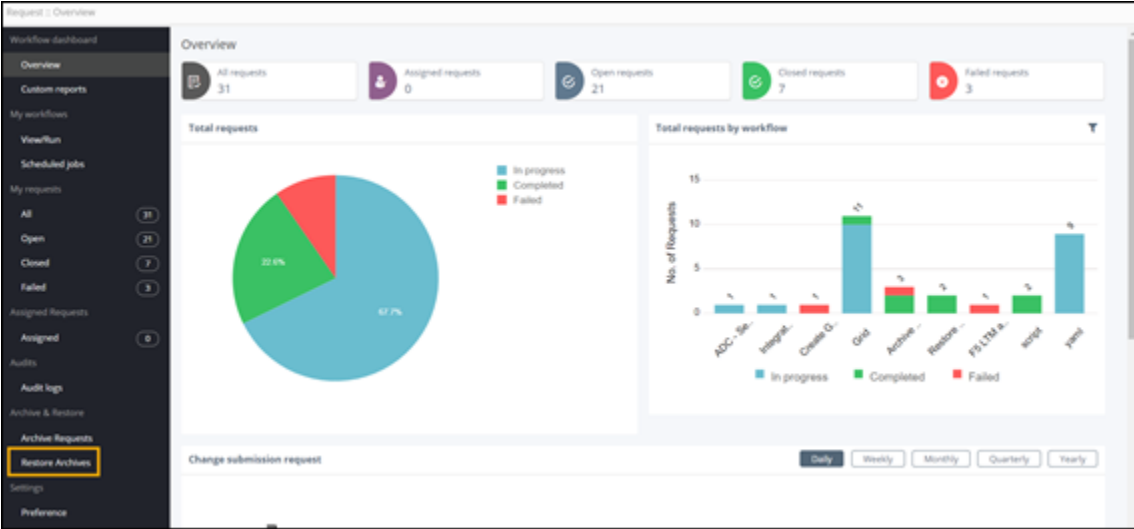 Request :: Overview
Workflow dashboard
Overview
Custom reports
My workflows
View/Run
Scheduled jobs
My requests
All 31
Open 21
Closed 7
Failed 3
Assigned Requests
Assigned 0
Audits
Audit logs
Archive & Restore
Archive Requests
Restore Archives
Settings
Preference
Overview
All requests
31
Assigned requests
0
Open requests
21
Closed requests
7
Failed requests
3
Total requests
In progress
Completed
Failed
22.6%
67.7%
Total requests by workflow
No. of Requests
15
10
5
0
1 1 1 11 3 2 1 2 9
ADC - Se..
Integrat..
Create G..
Grid
Archive ..
Restore ..
F5 LTM a..
script
yaml
In progress Completed Failed
Change submission request
Daily Weekly Monthly Quarterly Yearly